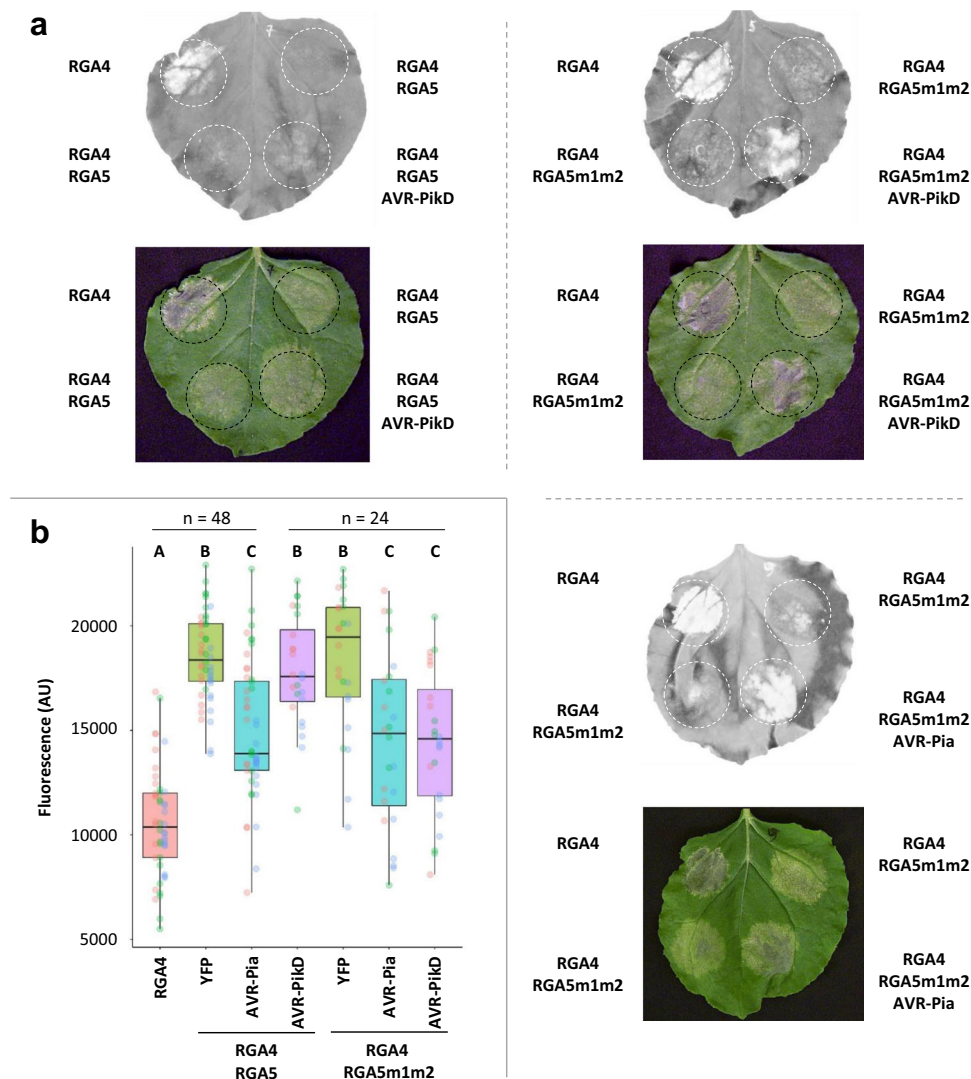 a
RGA4
RGA4
RGA5
RGA4
RGA5
RGA4
RGA5
AVR-PikD
RGA4
RGA4
RGA5
RGA4
RGA5
RGA4
RGA5
AVR-PikD
RGA4
RGA4
RGA5m1m2
RGA4
RGA5m1m2
RGA4
RGA5m1m2
AVR-PikD
RGA4
RGA4
RGA5m1m2
RGA4
RGA5m1m2
RGA4
RGA5m1m2
AVR-PikD
b
n = 48
n = 24
A
B
C
B
B
C
C
Fluorescence (AU)
20000
15000
10000
5000
RGA4
YFP
AVR-Pia
AVR-PikD
YFP
AVR-Pia
AVR-PikD
RGA4
RGA5
RGA4
RGA5m1m2
RGA4
RGA4
RGA5m1m2
RGA4
RGA5m1m2
RGA4
RGA5m1m2
AVR-Pia
RGA4
RGA4
RGA5m1m2
RGA4
RGA5m1m2
RGA4
RGA5m1m2
AVR-Pia